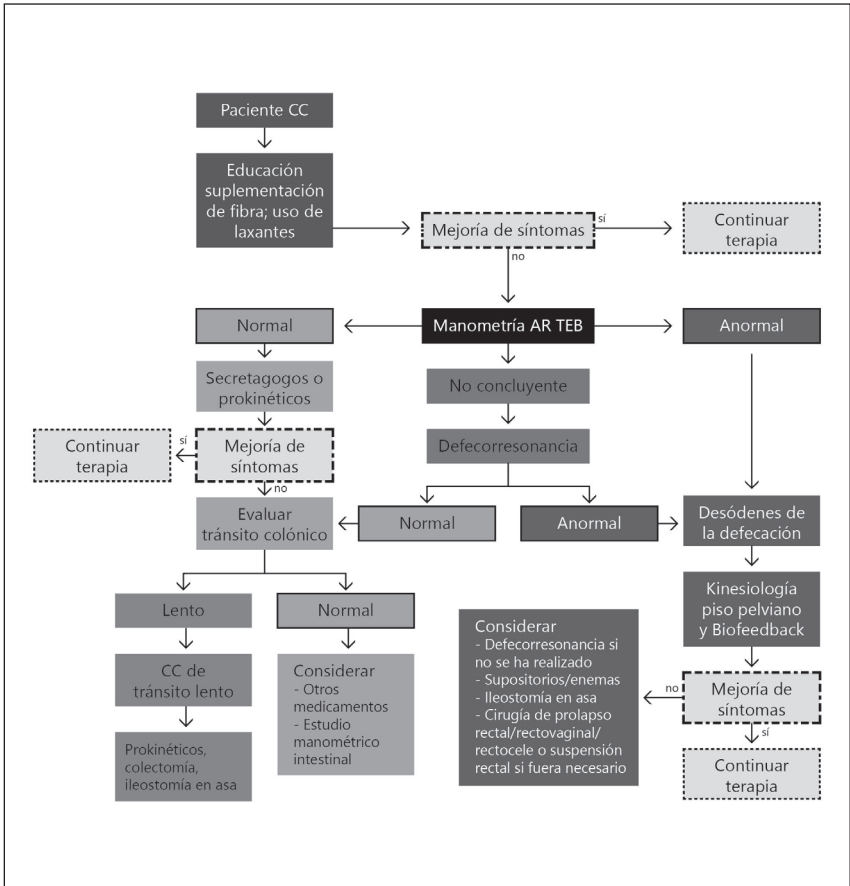 Paciente CC
Educación
suplementación
de fibra; uso de
laxantes
Mejoría de síntomas
sí
Continuar
terapia
no
Normal
Manometría AR TEB
Anormal
Secretagogos o
prokinéticos
No concluyente
Continuar
terapia
sí
Mejoría de
síntomas
Defecorresonancia
no
Evaluar
tránsito colónico
Normal
Anormal
Desódenes de
la defecación
Lento
Normal
Kinesiología
piso pelviano
y Biofeedback
CC de
tránsito lento
Considerar
- Otros
medicamentos
- Estudio
manométrico
intestinal
Considerar
- Defecorresonancia si
no se ha realizado
- Supositorios/enemas
- Ileostomía en asa
- Cirugía de prolapso
rectal/rectovaginal/
rectocele o suspensión
rectal si fuera necesario
no
Mejoría de
síntomas
sí
Prokinéticos,
colectomía,
ileostomía en asa
Continuar
terapia